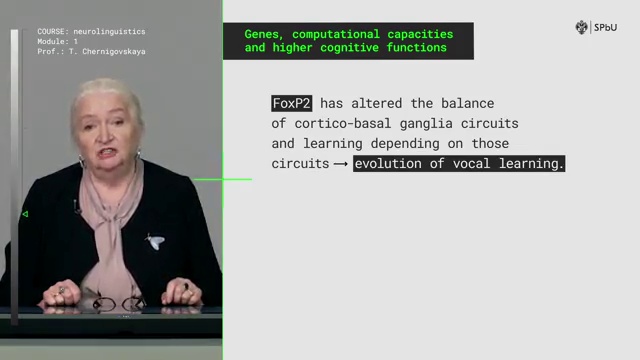 COURSE: neurolinguistics
Module: 1
Prof.: T. Chernigovskaya
Genes, computational capacities
and higher cognitive functions
SPbU
FoxP2 has altered the balance
of cortico-basal ganglia circuits
and learning depending on those
circuits → evolution of vocal learning.